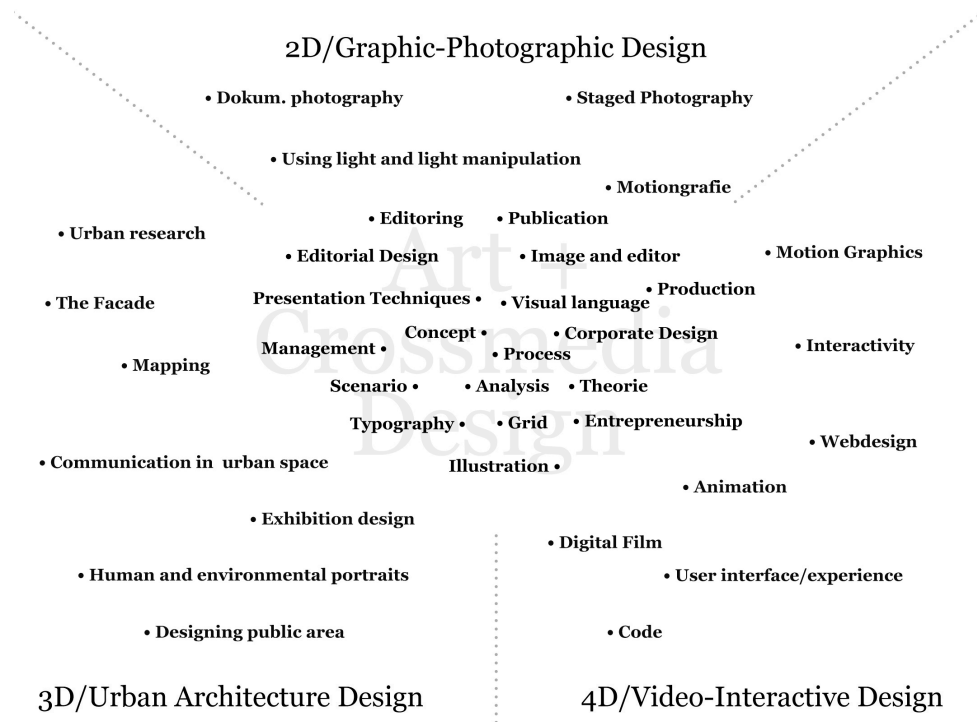 2D/Graphic-Photographic Design
• Dokum. photography
• Staged Photography
• Using light and light manipulation
• Motiongrafie
• Editoring
• Publication
• Urban research
• Editorial Design
• Image and editor
• Motion Graphics
Art +
Crossmedia
Design
• The Facade
Presentation Techniques •
• Visual language
• Production
Concept •
• Corporate Design
Management •
• Process
• Interactivity
• Mapping
Scenario •
• Analysis
• Theorie
Typography •
• Grid
• Entrepreneurship
• Webdesign
• Communication in urban space
Illustration •
• Animation
• Exhibition design
• Digital Film
• Human and environmental portraits
• User interface/experience
• Designing public area
• Code
3D/Urban Architecture Design
4D/Video-Interactive Design